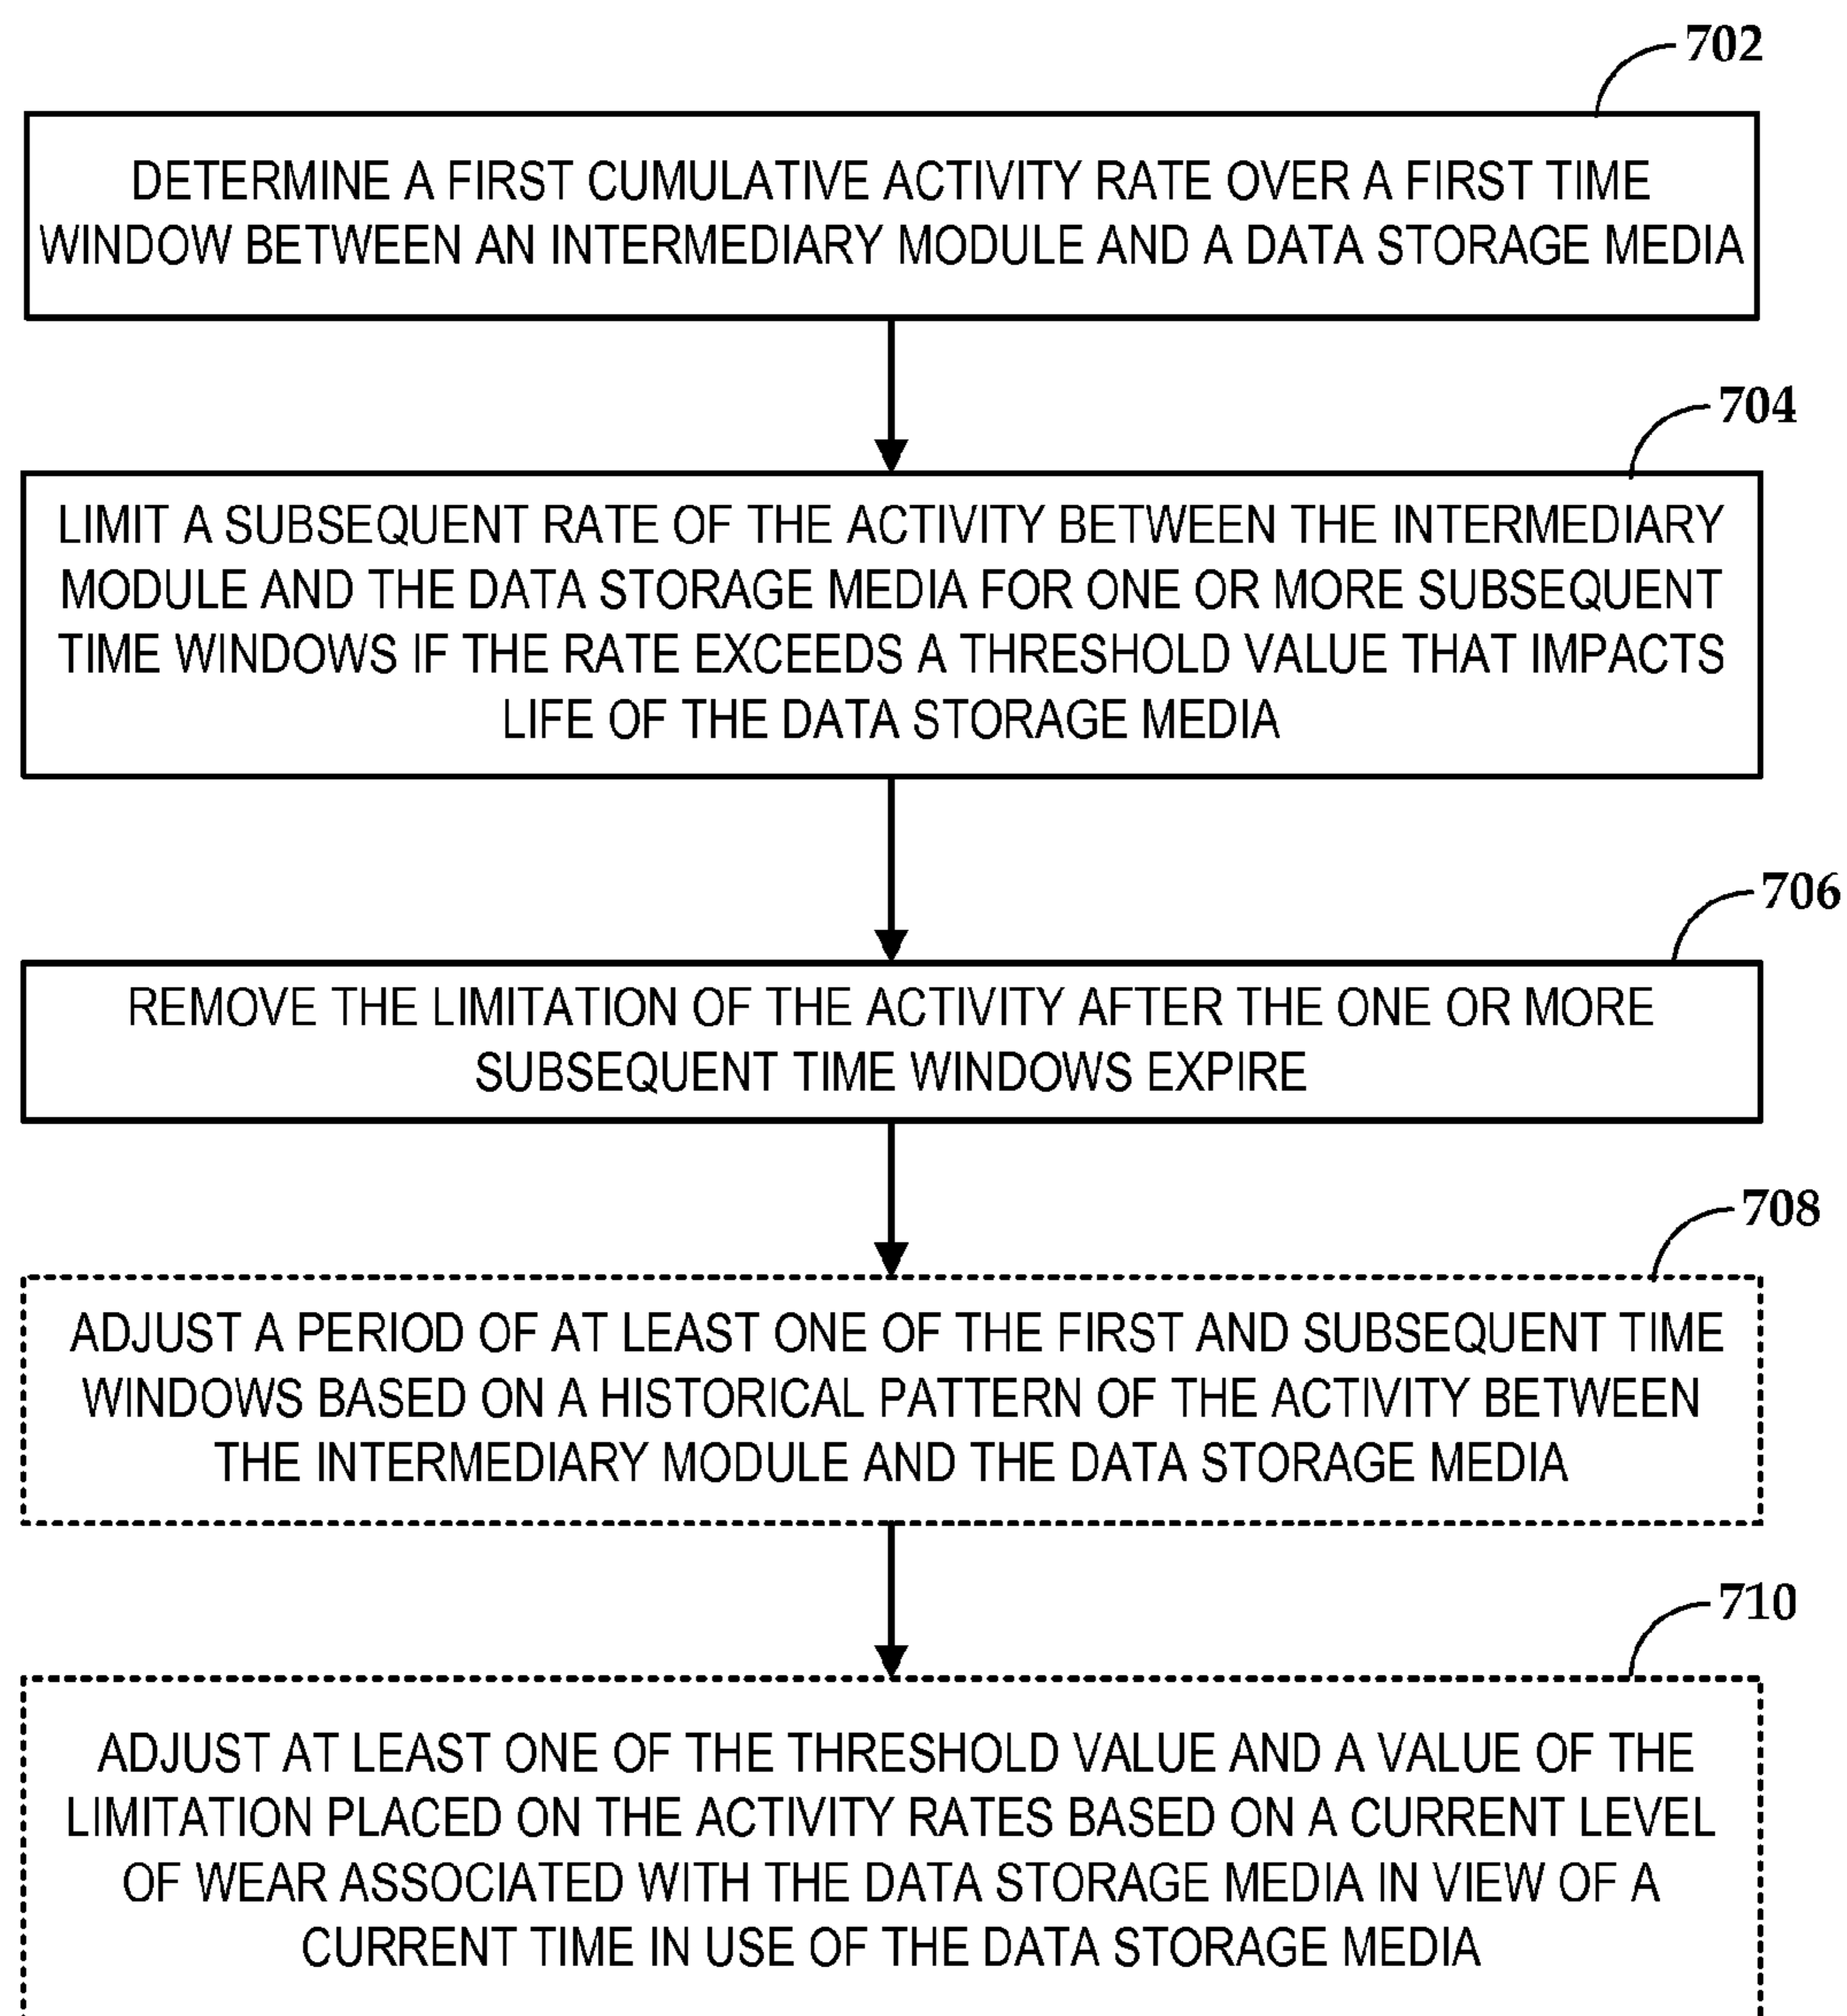 702
DETERMINE A FIRST CUMULATIVE ACTIVITY RATE OVER A FIRST TIME
WINDOW BETWEEN AN INTERMEDIARY MODULE AND A DATA STORAGE MEDIA
704
LIMIT A SUBSEQUENT RATE OF THE ACTIVITY BETWEEN THE INTERMEDIARY
MODULE AND THE DATA STORAGE MEDIA FOR ONE OR MORE SUBSEQUENT
TIME WINDOWS IF THE RATE EXCEEDS A THRESHOLD VALUE THAT IMPACTS
LIFE OF THE DATA STORAGE MEDIA
706
REMOVE THE LIMITATION OF THE ACTIVITY AFTER THE ONE OR MORE
SUBSEQUENT TIME WINDOWS EXPIRE
708
ADJUST A PERIOD OF AT LEAST ONE OF THE FIRST AND SUBSEQUENT TIME
WINDOWS BASED ON A HISTORICAL PATTERN OF THE ACTIVITY BETWEEN
THE INTERMEDIARY MODULE AND THE DATA STORAGE MEDIA
710
ADJUST AT LEAST ONE OF THE THRESHOLD VALUE AND A VALUE OF THE
LIMITATION PLACED ON THE ACTIVITY RATES BASED ON A CURRENT LEVEL
OF WEAR ASSOCIATED WITH THE DATA STORAGE MEDIA IN VIEW OF A
CURRENT TIME IN USE OF THE DATA STORAGE MEDIA